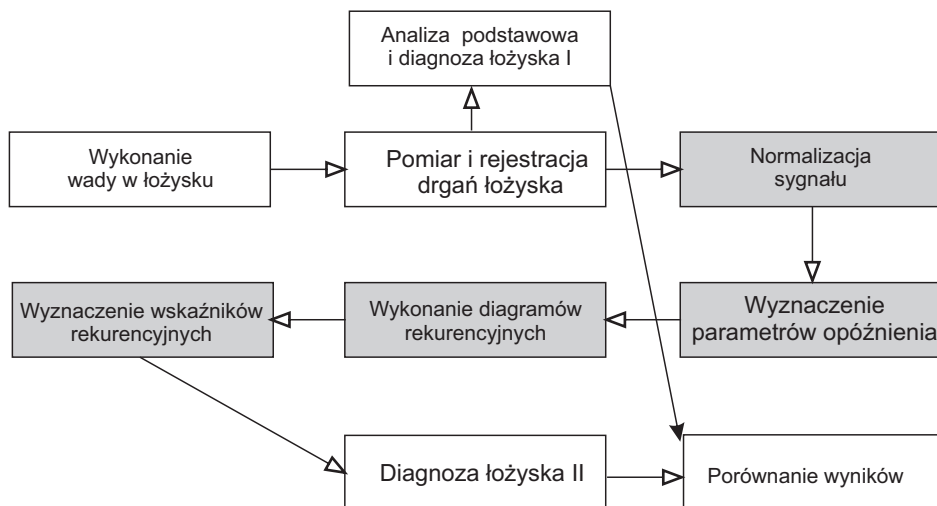 Analiza podstawowa
i diagnoza łożyska I
Wykonanie
wady w łożysku
Pomiar i rejestracja
drgań łożyska
Normalizacja
sygnału
Wyznaczenie wskaźników
rekurencyjnych
Wykonanie diagramów
rekurencyjnych
Wyznaczenie
parametrów opóźnienia
Diagnoza łożyska II
Porównanie wyników